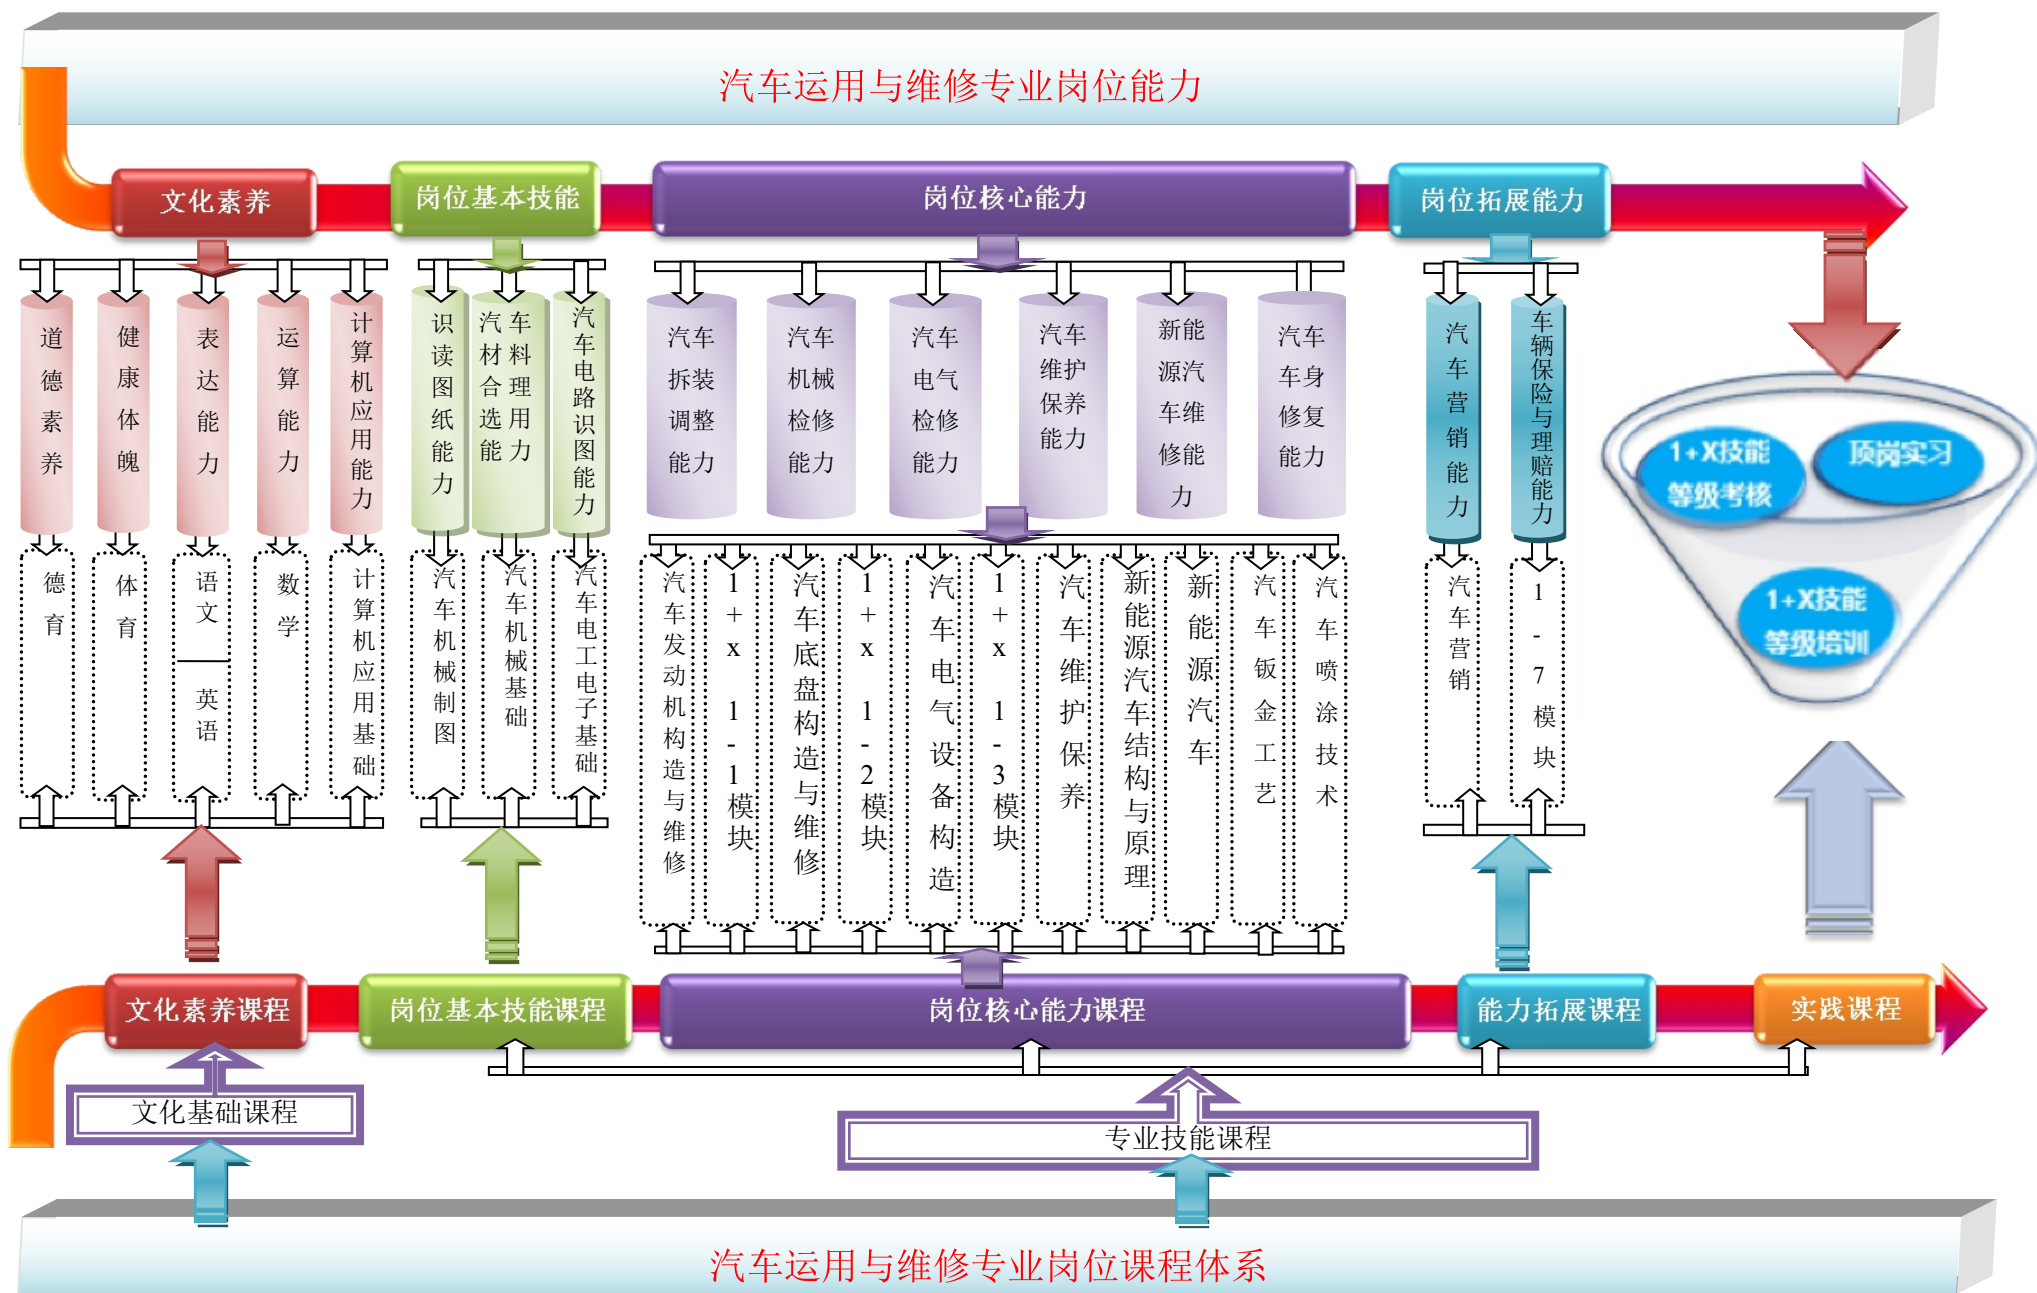 汽车运用与维修专业岗位能力
文化素养
岗位基本技能
岗位核心能力
岗位拓展能力
道德素养
健康体魄
表达能力
运算能力
计算机应用能力
识读图纸能力
汽车
材料
合理
选用
能力
汽车电路识图能力
汽车
拆装
调整
能力
汽车
机械
检修
能力
汽车
电气
检修
能力
汽车
维护
保养
能力
新能
源汽
车维
修能
力
汽车
车身
修复
能力
汽车营销能力
车辆保险与理赔能力
1+X技能
等级考核
顶岗实习
1+X技能
等级培训
德育
体育
语文
英语
数学
计算机应用基础
汽车机械制图
汽车机械基础
汽车电工电子基础
汽车发动机构造与维修
1+x 1-1模块
汽车底盘构造与维修
1+x 1-2模块
汽车电气设备构造
1+x 1-3模块
汽车维护保养
新能源汽车结构与原理
新能源汽车
汽车钣金工艺
汽车喷涂技术
汽车营销
1-7模块
文化素养课程
岗位基本技能课程
岗位核心能力课程
能力拓展课程
实践课程
文化基础课程
专业技能课程
汽车运用与维修专业岗位课程体系